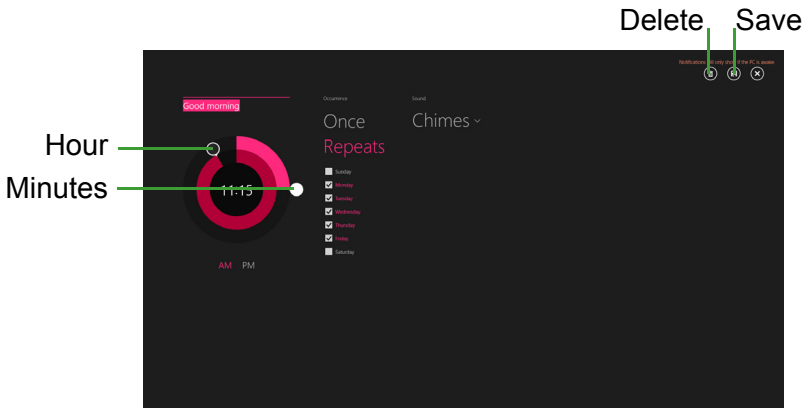 Delete Save
Notifications will only show if the PC is awake.
Good morning
Occurrence
Sound
Once
Chimes
Repeats
Hour
Minutes
11:15
Sunday
Monday
Tuesday
Wednesday
Thursday
Friday
Saturday
AM PM